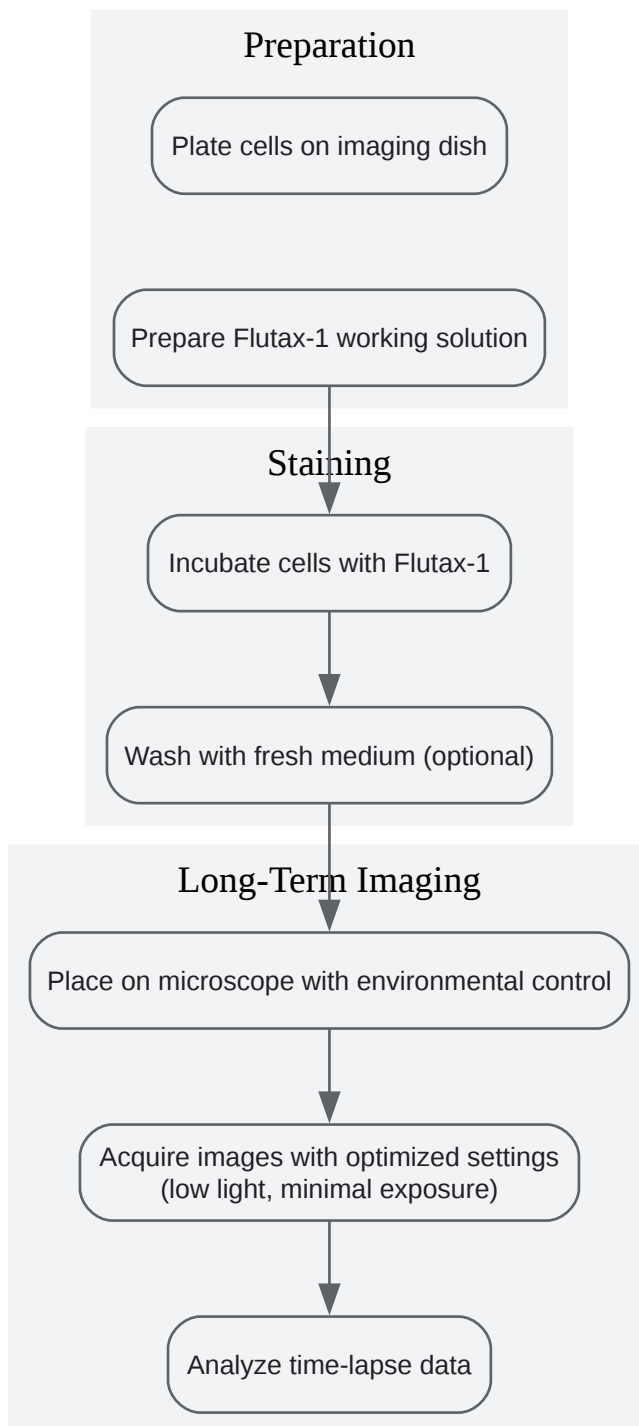 Preparation
Plate cells on imaging dish
Prepare Flutax-1 working solution
Staining
Incubate cells with Flutax-1
Wash with fresh medium (optional)
Long-Term Imaging
Place on microscope with environmental control
Acquire images with optimized settings
(low light, minimal exposure)
Analyze time-lapse data